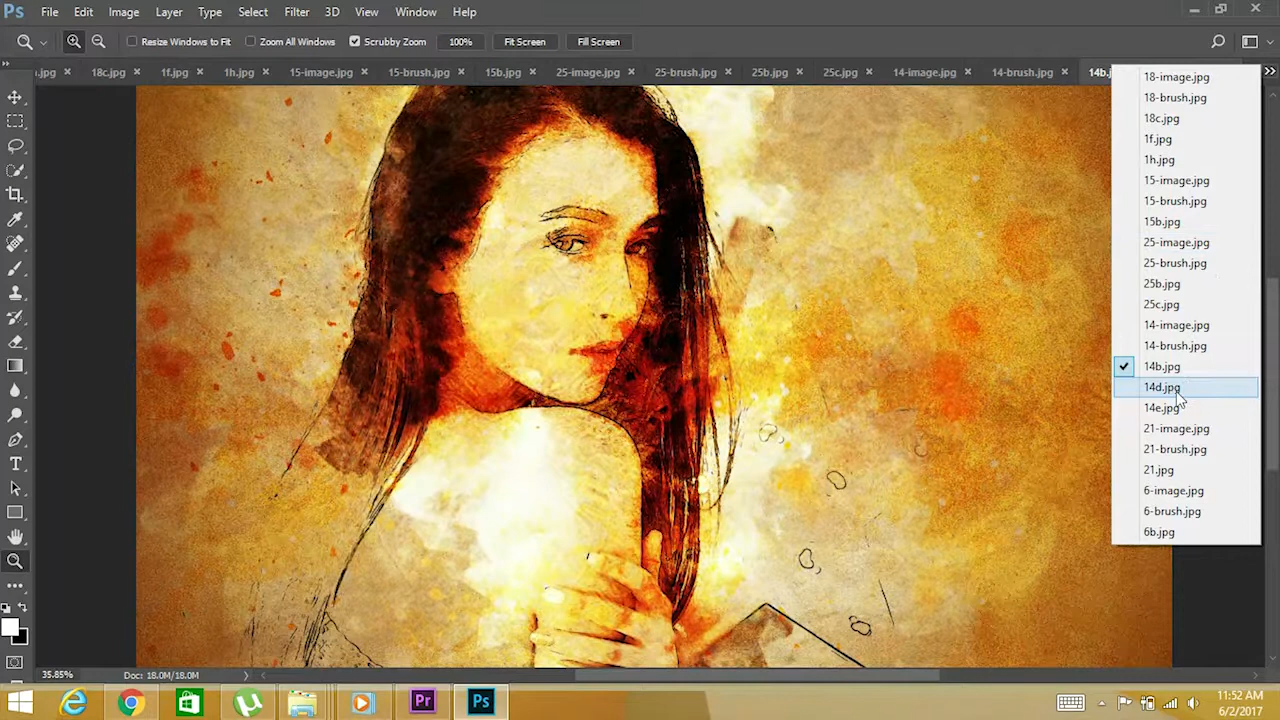 Ps File Edit Image Layer Type Select Filter 3D View Window Help
Resize Windows to Fit Zoom All Windows Scrubby Zoom 100% Fit Screen Fill Screen
.jpg × 18c.jpg × 1f.jpg × 1h.jpg × 15-image.jpg × 15-brush.jpg × 15b.jpg × 25-image.jpg × 25-brush.jpg × 25b.jpg × 25c.jpg × 14-image.jpg × 14-brush.jpg × 14b.j
18-image.jpg
18-brush.jpg
18c.jpg
1f.jpg
1h.jpg
15-image.jpg
15-brush.jpg
15b.jpg
25-image.jpg
25-brush.jpg
25b.jpg
25c.jpg
14-image.jpg
14-brush.jpg
14b.jpg
14d.jpg
14e.jpg
21-image.jpg
21-brush.jpg
21.jpg
6-image.jpg
6-brush.jpg
6b.jpg
35.85% Doc: 18.0M/18.0M
Pr Ps 11:52 AM
6/2/2017